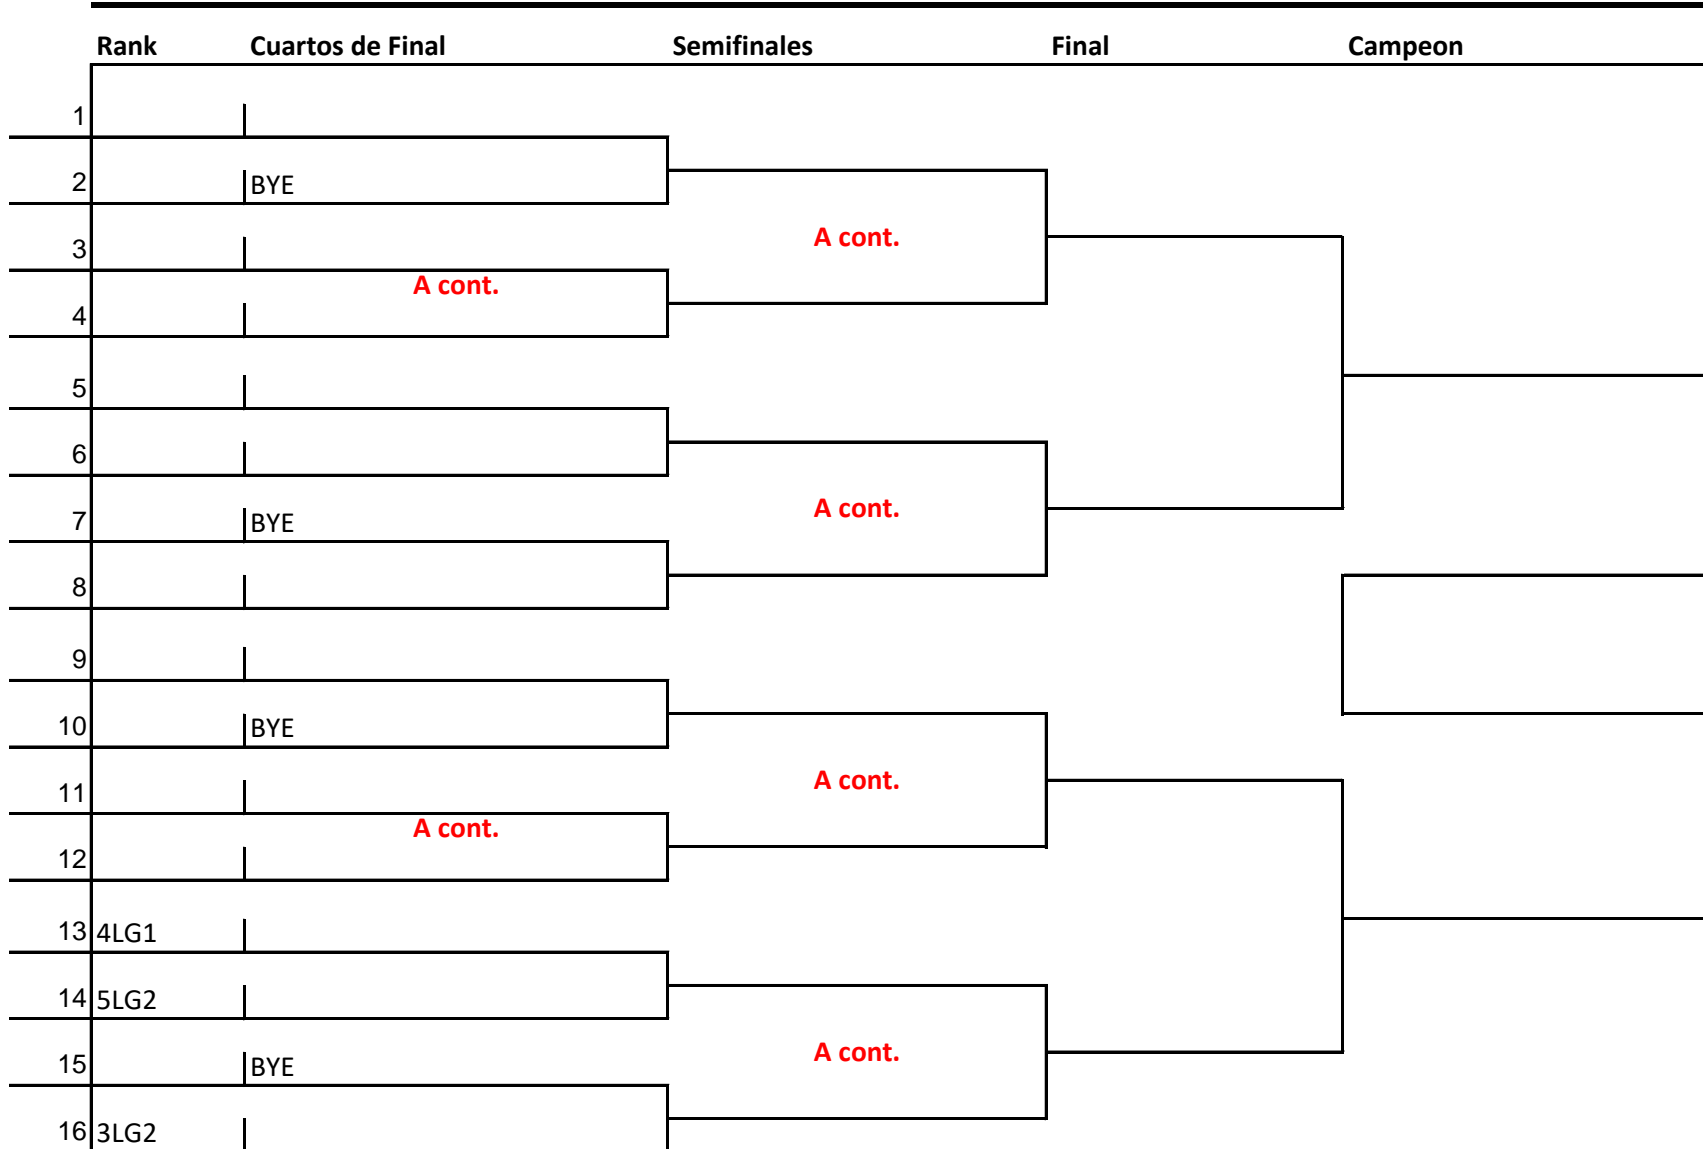 Rank Cuartos de Final Semifinales Final Campeon
1
2 BYE
A cont.
3
A cont.
4
5
6
A cont.
7 BYE
8
9
10 BYE
A cont.
11
A cont.
12
13 4LG1
14 5LG2
A cont.
15 BYE
16 3LG2